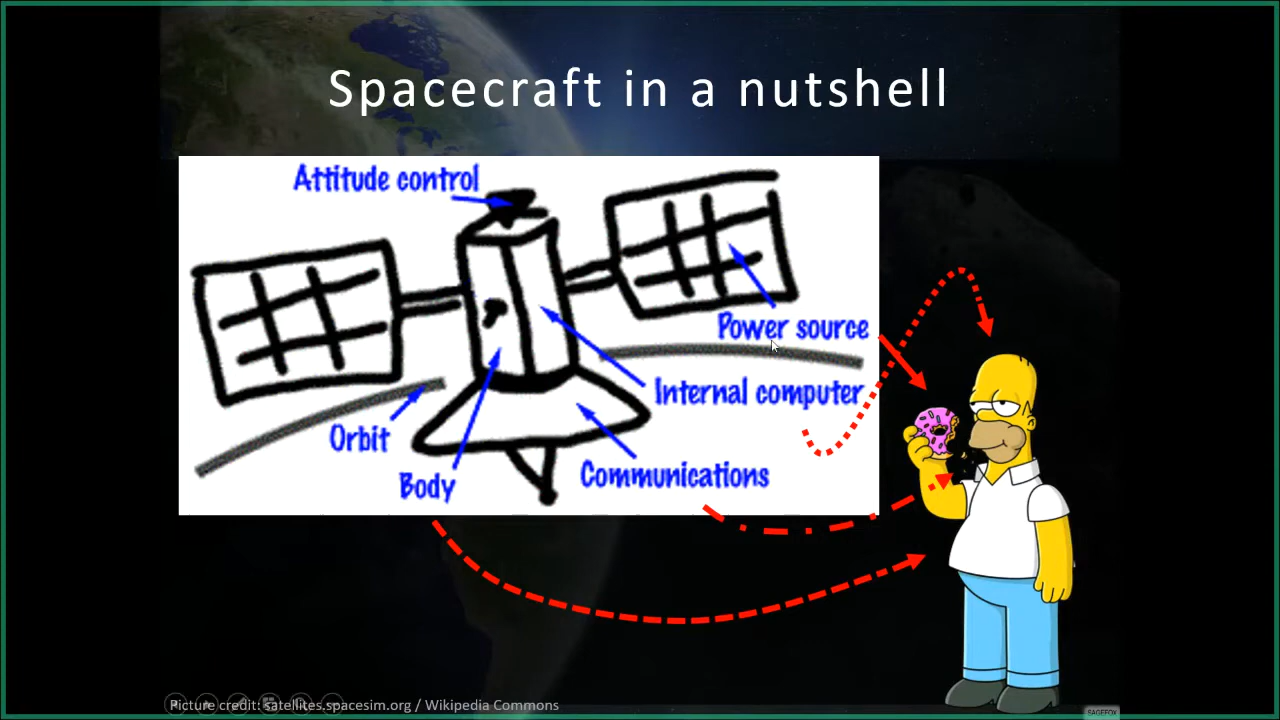 Spacecraft in a nutshell
Attitude control
Power source
Internal computer
Orbit
Communications
Body
Picture credit: satellites.spacesim.org / Wikipedia Commons
SAGEFOX